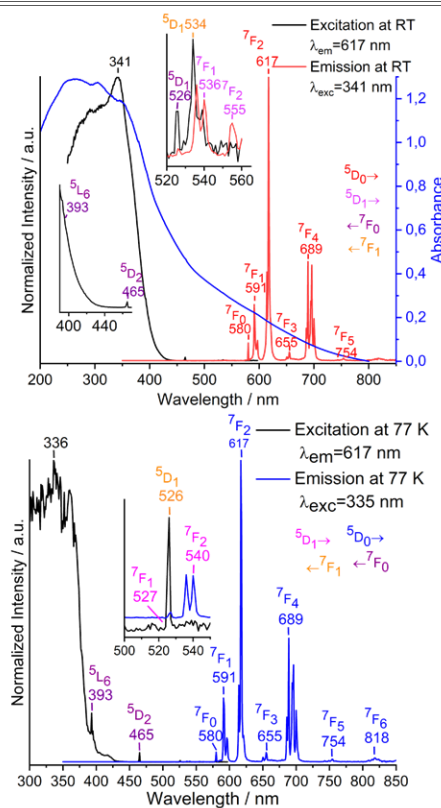 ⁵D₁534
Excitation at RT
λem=617 nm
Emission at RT
λexc=341 nm
341
⁷F₂
617
⁵D₁
526
⁷F₁
536
⁷F₂
555
520 540 560
⁵D₀→
⁵D₁→
←⁷F₀
←⁷F₁
⁵L₆
393
⁵D₂
465
400 440
⁷F₀
580
⁷F₁
591
⁷F₃
655
⁷F₄
689
⁷F₅
754
Normalized Intensity / a.u.
Absorbance
1,2
1,0
0,8
0,6
0,4
0,2
0,0
200 300 400 500 600 700 800
Wavelength / nm
336
⁷F₂
617
Excitation at 77 K
λem=617 nm
Emission at 77 K
λexc=335 nm
⁵D₁
526
⁷F₂
540
⁷F₁
527
500 520 540
⁵D₁→ ⁵D₀→
←⁷F₁ ←⁷F₀
⁵L₆
393
⁵D₂
465
⁷F₀
580
⁷F₁
591
⁷F₃
655
⁷F₄
689
⁷F₅
754
⁷F₆
818
Normalized Intensity / a.u.
300 350 400 450 500 550 600 650 700 750 800 850
Wavelength / nm